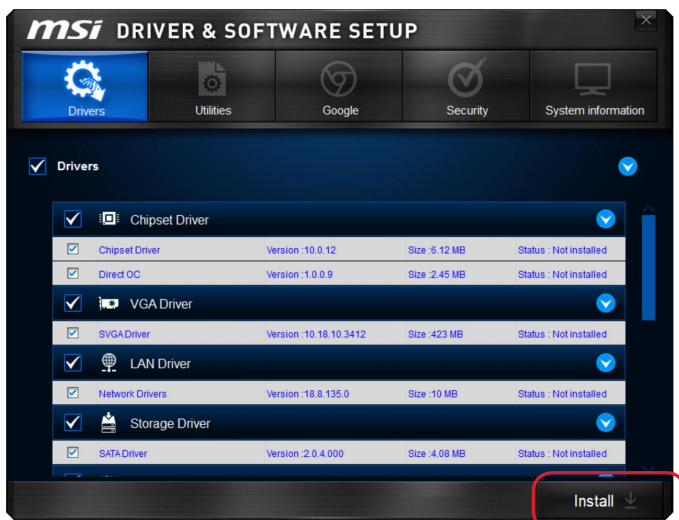 msi DRIVER & SOFTWARE SETUP
Drivers Utilities Google Security System information
Drivers
Chipset Driver
Chipset Driver Version :10.0.12 Size :6.12 MB Status : Not installed
Direct OC Version :1.0.0.9 Size :2.45 MB Status : Not installed
VGA Driver
SVGA Driver Version :10.18.10.3412 Size :423 MB Status : Not installed
LAN Driver
Network Drivers Version :18.8.135.0 Size :10 MB Status : Not installed
Storage Driver
SATA Driver Version :2.0.4.000 Size :4.08 MB Status : Not installed
Install